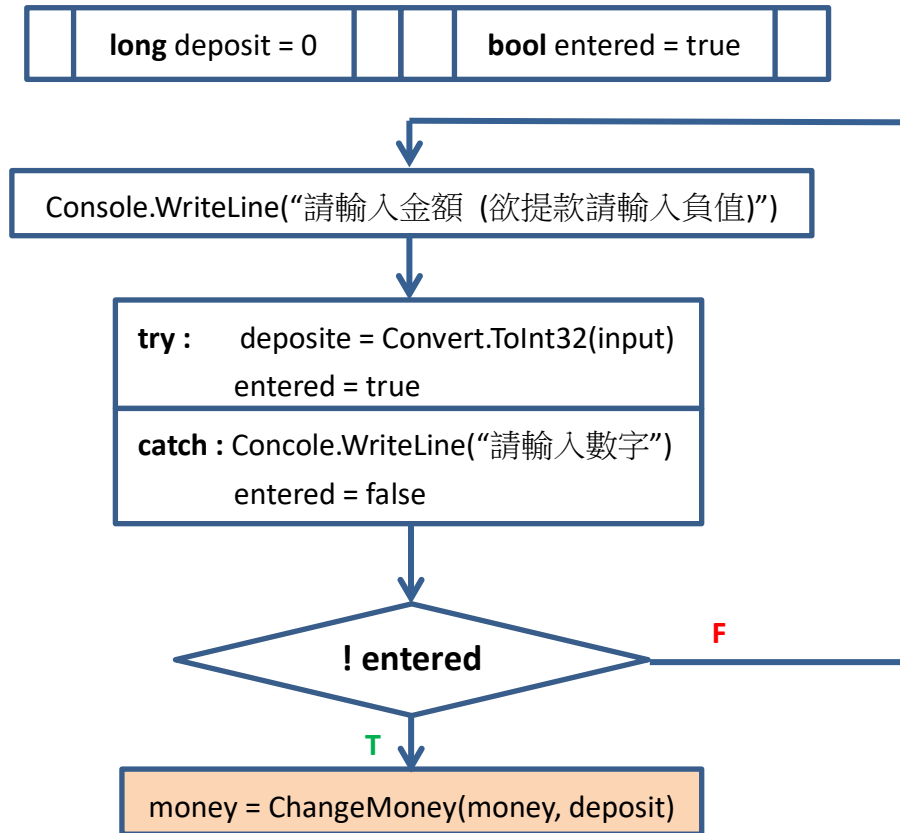 long deposit = 0
bool entered = true
Console.WriteLine(“請輸入金額 (欲提款請輸入負值)”)
try : deposite = Convert.ToInt32(input)
entered = true
catch : Concole.WriteLine(“請輸入數字”)
entered = false
! entered
F
T
money = ChangeMoney(money, deposit)